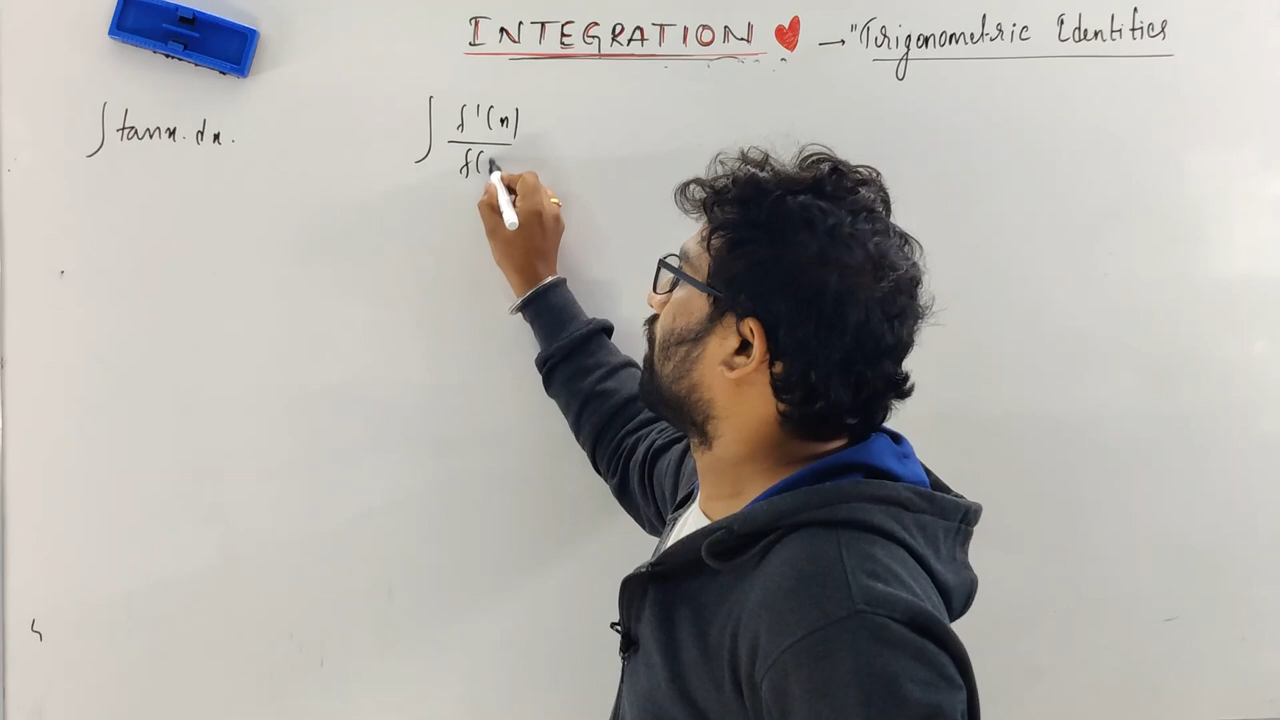 INTEGRATION ❤ → "Trigonometric Identities
∫ tanx. dx.
∫ f'(x)
f(